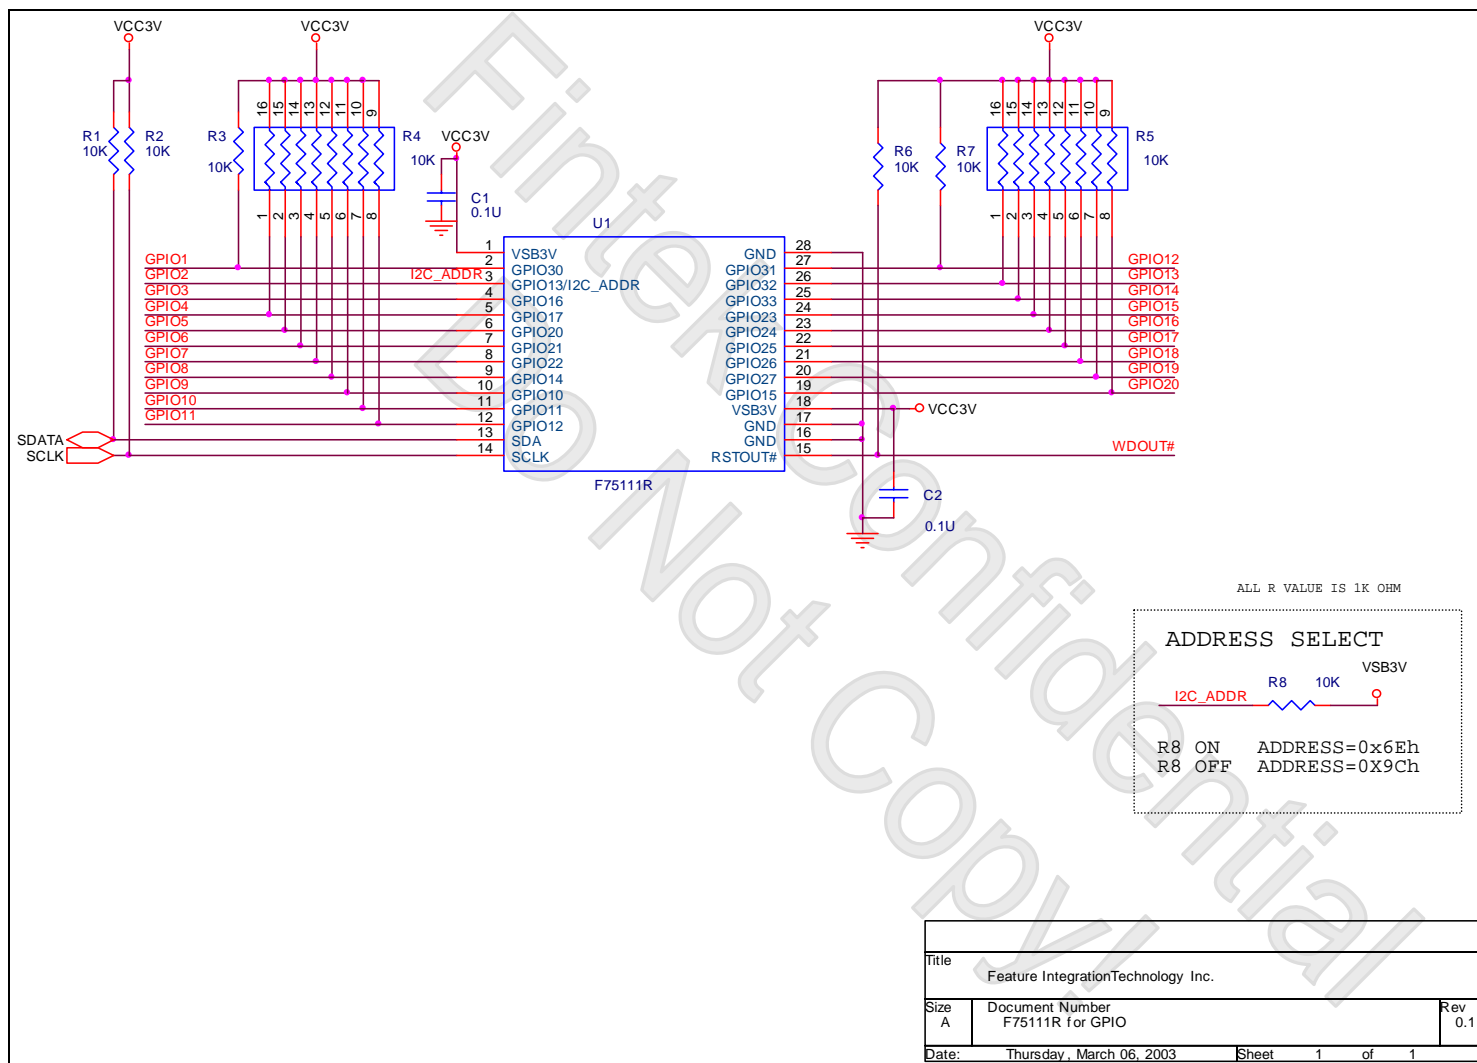 VCC3V
VCC3V
VCC3V
16 15 14 13 12 11 10 9
16 15 14 13 12 11 10 9
R1
10K
R2
10K
R3
10K
R4
10K
VCC3V
C1
0.1U
R6
10K
R7
10K
R5
10K
1 2 3 4 5 6 7 8
1 2 3 4 5 6 7 8
U1
1 VSB3V GND 28
GPIO1 2 GPIO30 GPIO31 27 GPIO12
GPIO2 I2C_ADDR 3 GPIO13/I2C_ADDR GPIO32 26 GPIO13
GPIO3 4 GPIO16 GPIO33 25 GPIO14
GPIO4 5 GPIO17 GPIO23 24 GPIO15
GPIO5 6 GPIO20 GPIO24 23 GPIO16
GPIO6 7 GPIO21 GPIO25 22 GPIO17
GPIO7 8 GPIO22 GPIO26 21 GPIO18
GPIO8 9 GPIO14 GPIO27 20 GPIO19
GPIO9 10 GPIO10 GPIO15 19 GPIO20
GPIO10 11 GPIO11 VSB3V 18 VCC3V
GPIO11 12 GPIO12 GND 17
SDATA 13 SDA GND 16
SCLK 14 SCLK RSTOUT# 15 WDOUT#
F75111R
C2
0.1U
Fintek Confidential
Do Not Copy!
ALL R VALUE IS 1K OHM
ADDRESS SELECT
VSB3V
I2C_ADDR R8 10K
R8 ON ADDRESS=0x6Eh
R8 OFF ADDRESS=0X9Ch
Title
Feature IntegrationTechnology Inc.
Size Document Number Rev
A F75111R for GPIO 0.1
Date: Thursday, March 06, 2003 Sheet 1 of 1